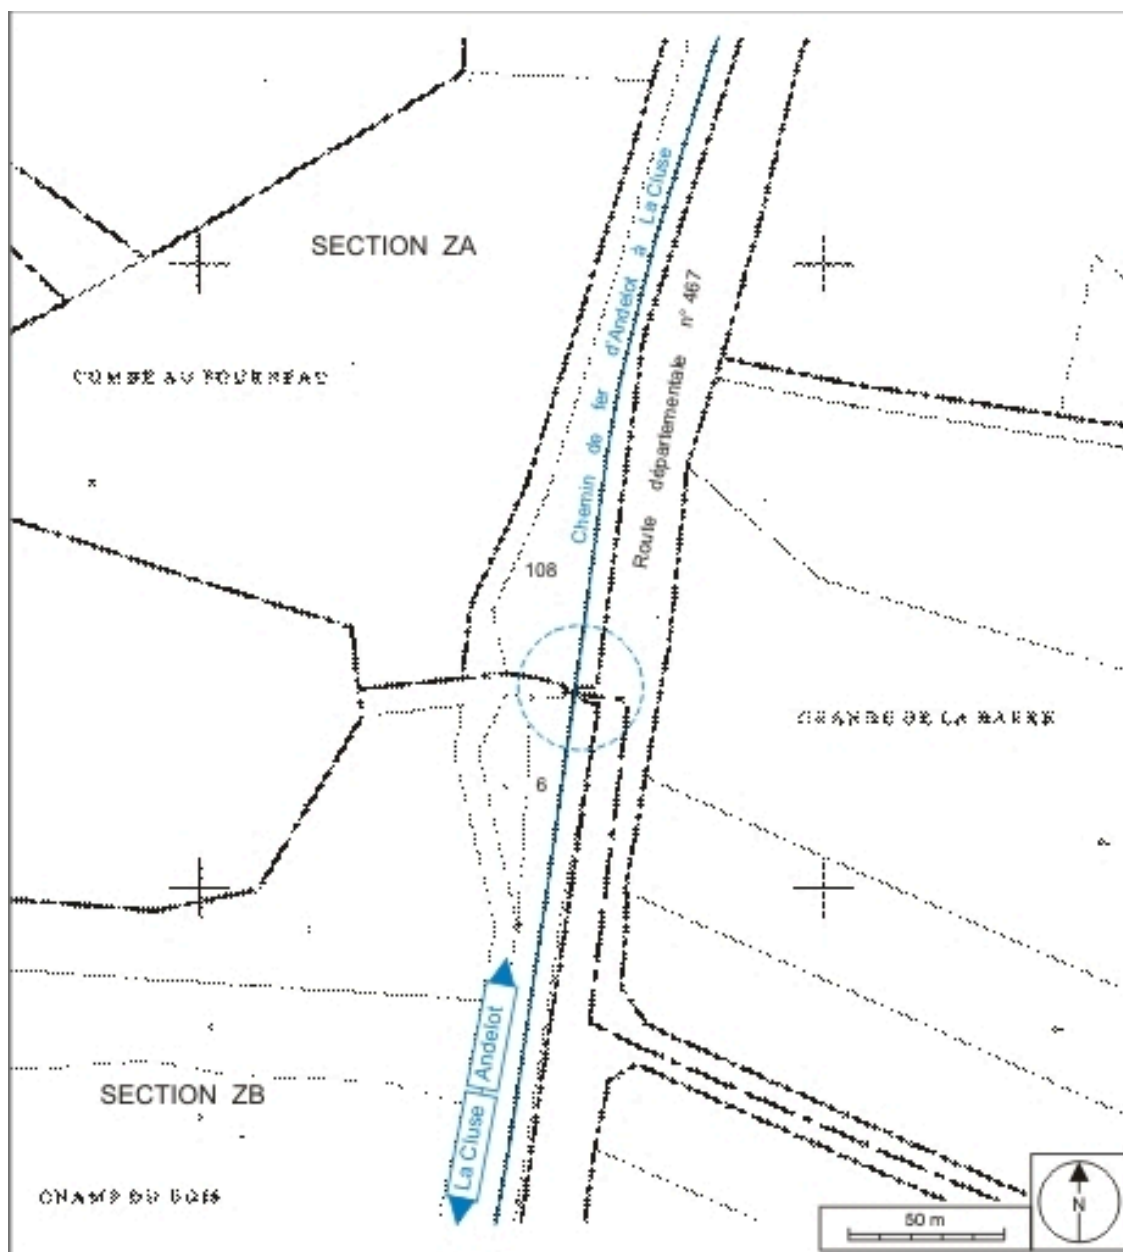 SECTION ZA
COMBE AU FOURNEAU
Chemin de fer d'Andelot à La Cluse
Route départementale n° 467
108
GRANGE DE LA BARRE
6
Andelot
La Cluse
SECTION ZB
CHAMP DU BOIS
50 m
N